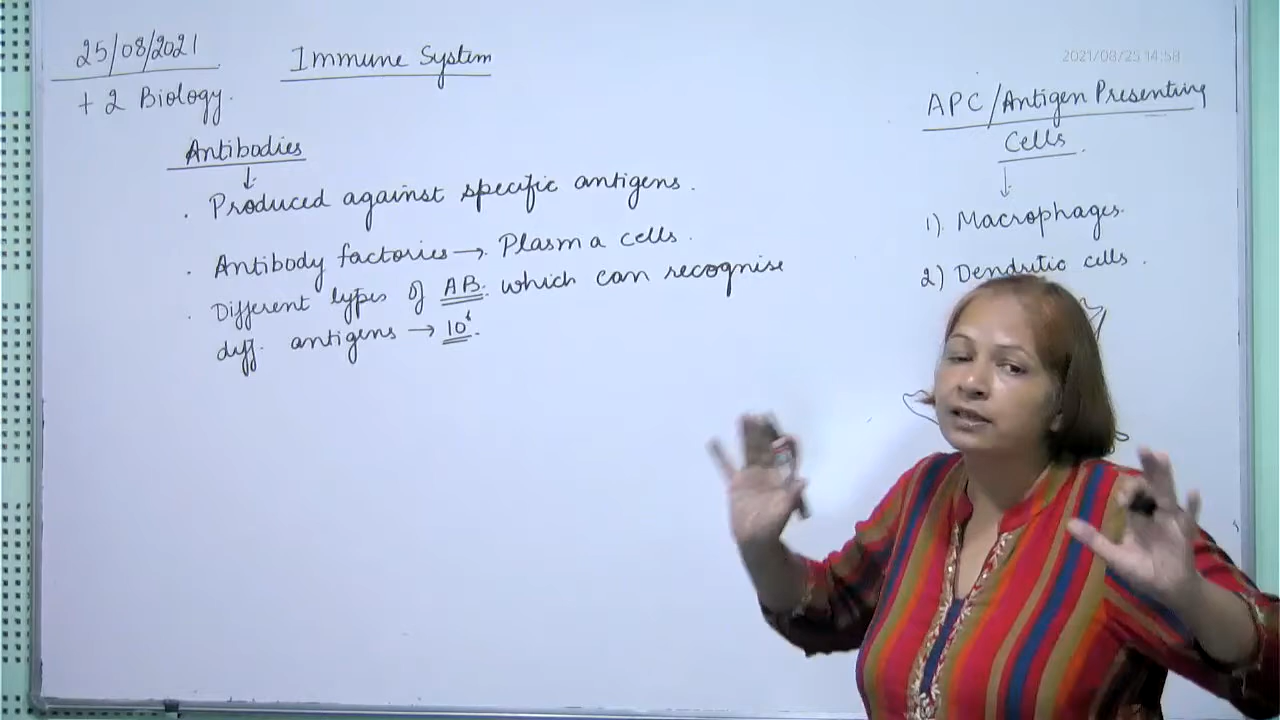 25/08/2021
+ 2 Biology.
Immune System
Antibodies
↓
. Produced against specific antigens.
. Antibody factories → Plasma cells.
. Different types of AB. which can recognise
diff. antigens → 10⁶.
2021/08/25 14:58
APC/Antigen Presenting
Cells.
↓
1). Macrophages.
2) Dendritic cells.